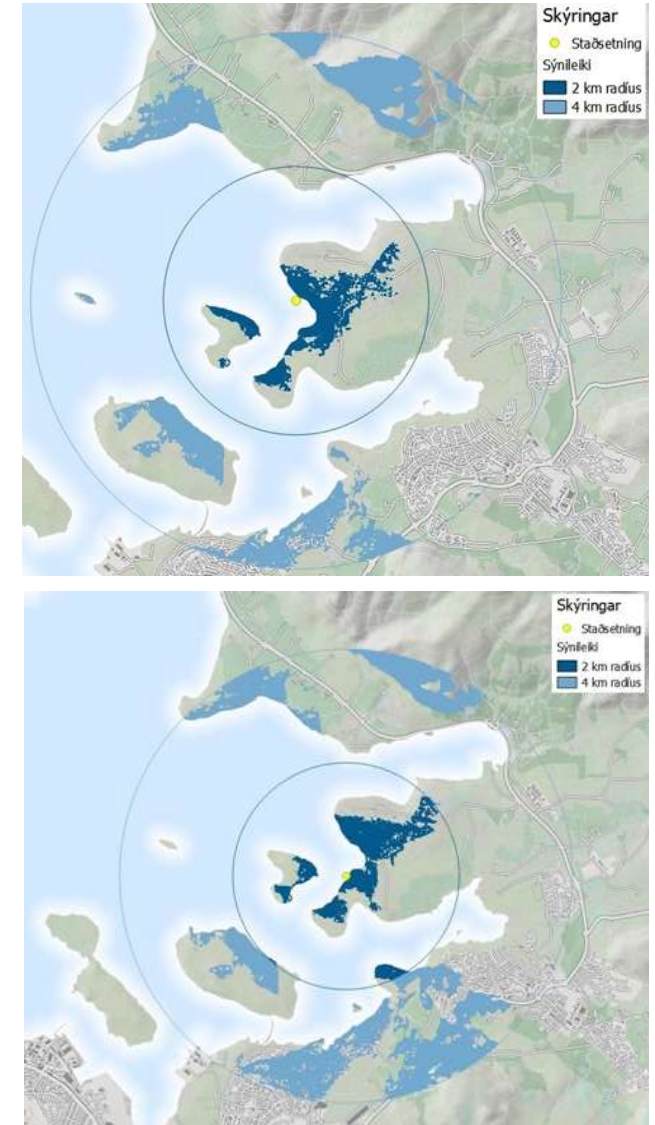 Skýringar
Staðsetning
Sýnileiki
2 km radíus
4 km radíus
Skýringar
Staðsetning
Sýnileiki
2 km radíus
4 km radíus